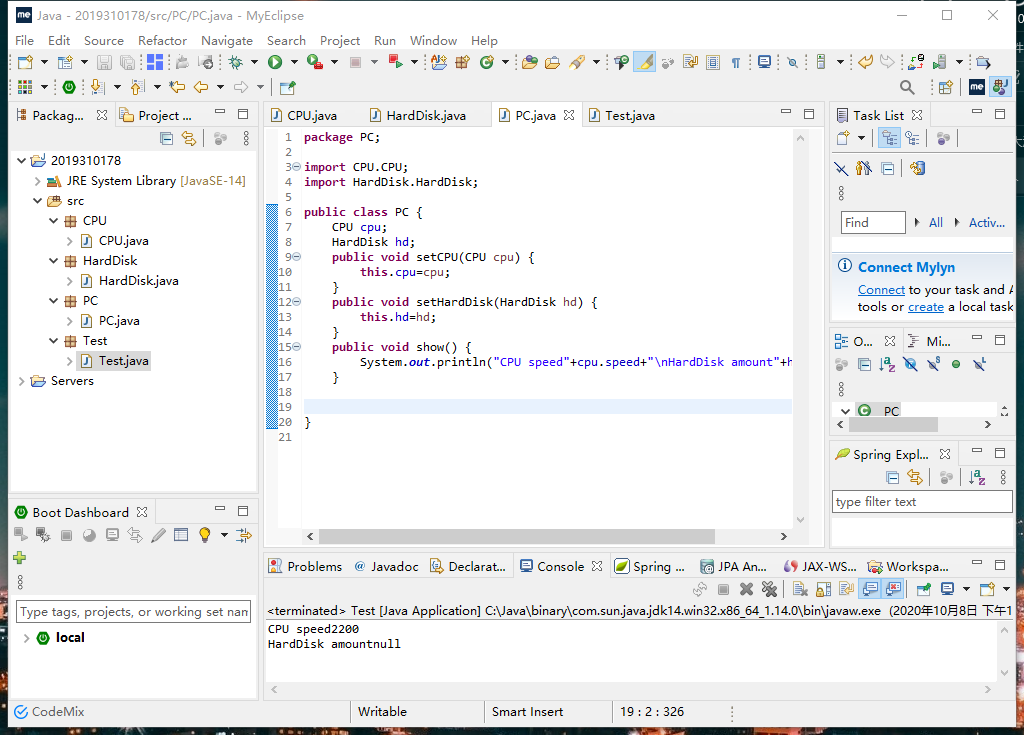 Java - 2019310178/src/PC/PC.java - MyEclipse
File Edit Source Refactor Navigate Search Project Run Window Help
Packag... Project ...
2019310178
JRE System Library [JavaSE-14]
src
CPU
CPU.java
HardDisk
HardDisk.java
PC
PC.java
Test
Test.java
Servers
Boot Dashboard
Type tags, projects, or working set nan
local
CPU.java HardDisk.java PC.java Test.java
1 package PC;
2
3 import CPU.CPU;
4 import HardDisk.HardDisk;
5
6 public class PC {
7 CPU cpu;
8 HardDisk hd;
9 public void setCPU(CPU cpu) {
10 this.cpu=cpu;
11 }
12 public void setHardDisk(HardDisk hd) {
13 this.hd=hd;
14 }
15 public void show() {
16 System.out.println("CPU speed"+cpu.speed+"\nHardDisk amount"+h
17 }
18
19
20 }
21
Task List
Find All Activ...
Connect Mylyn
Connect to your task and A
tools or create a local task
O... Mi...
PC
Spring Expl...
type filter text
Problems @ Javadoc Declarat... Console Spring ... JPA An... JAX-WS... Workspa...
<terminated> Test [Java Application] C:\Java\binary\com.sun.java.jdk14.win32.x86_64_1.14.0\bin\javaw.exe (2020年10月8日 下午1
CPU speed2200
HardDisk amountnull
CodeMix Writable Smart Insert 19 : 2 : 326